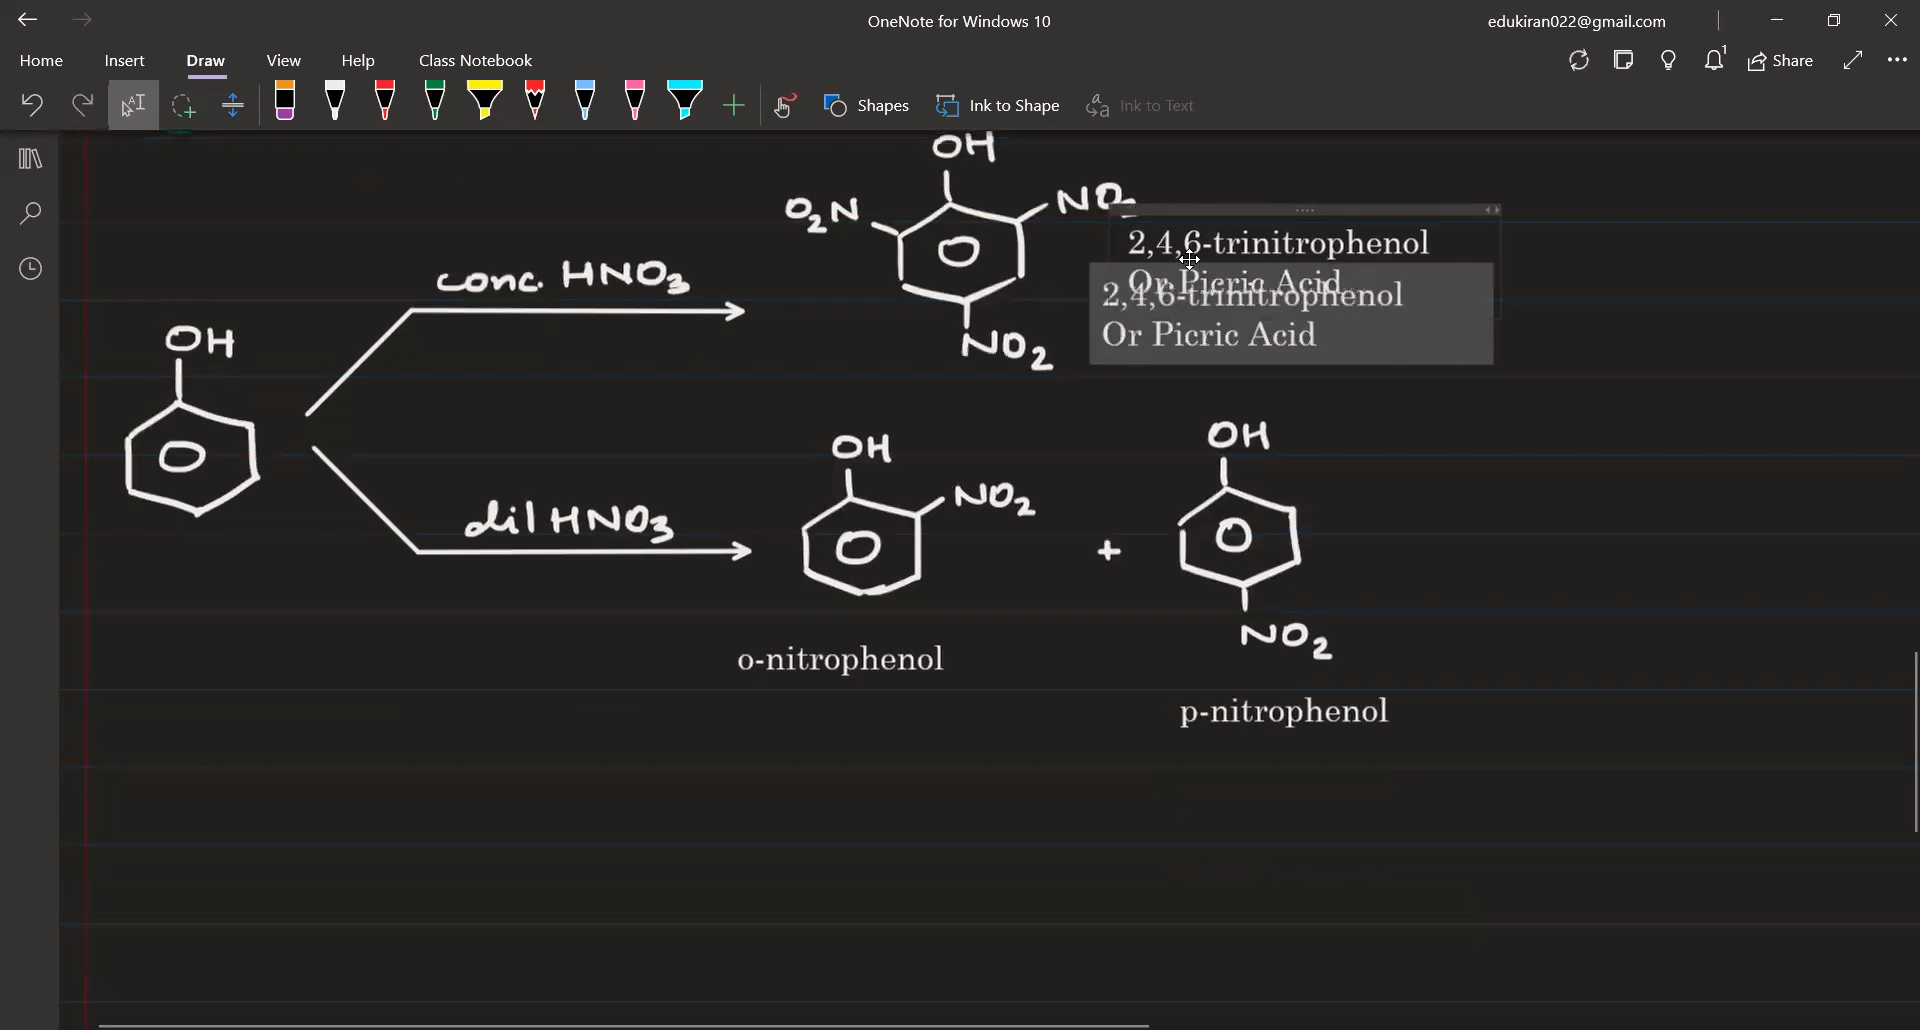 OneNote for Windows 10
edukiran022@gmail.com
Home Insert Draw View Help Class Notebook
1
Share
Shapes Ink to Shape Ink to Text
OH
O2N
NO2
2,4,6-trinitrophenol
Or Picric Acid
2,4,6-trinitrophenol
Or Picric Acid
NO2
conc. HNO3
OH
dil HNO3
OH
NO2
+
OH
NO2
o-nitrophenol
p-nitrophenol